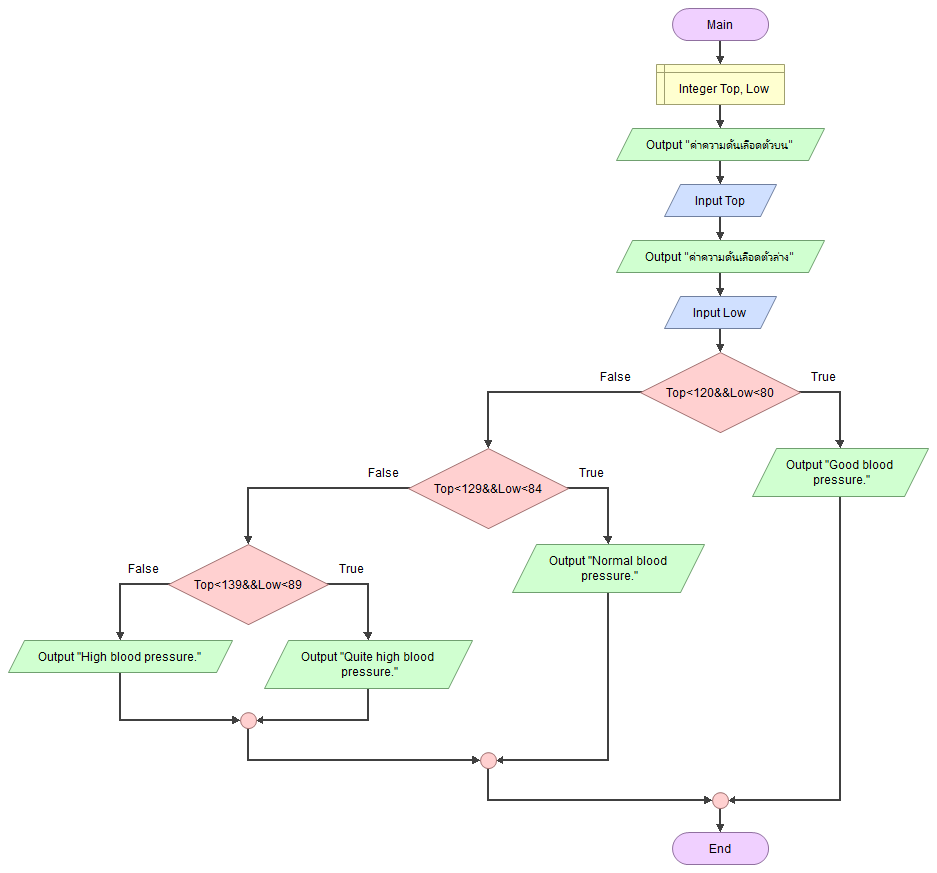 Main
Integer Top, Low
Output "ค่าความดันเลือดตัวบน"
Input Top
Output "ค่าความดันเลือดตัวล่าง"
Input Low
False
True
Top<120&&Low<80
False
True
Output "Good blood
pressure."
Top<129&&Low<84
False
True
Output "Normal blood
pressure."
Top<139&&Low<89
Output "High blood pressure."
Output "Quite high blood
pressure."
End